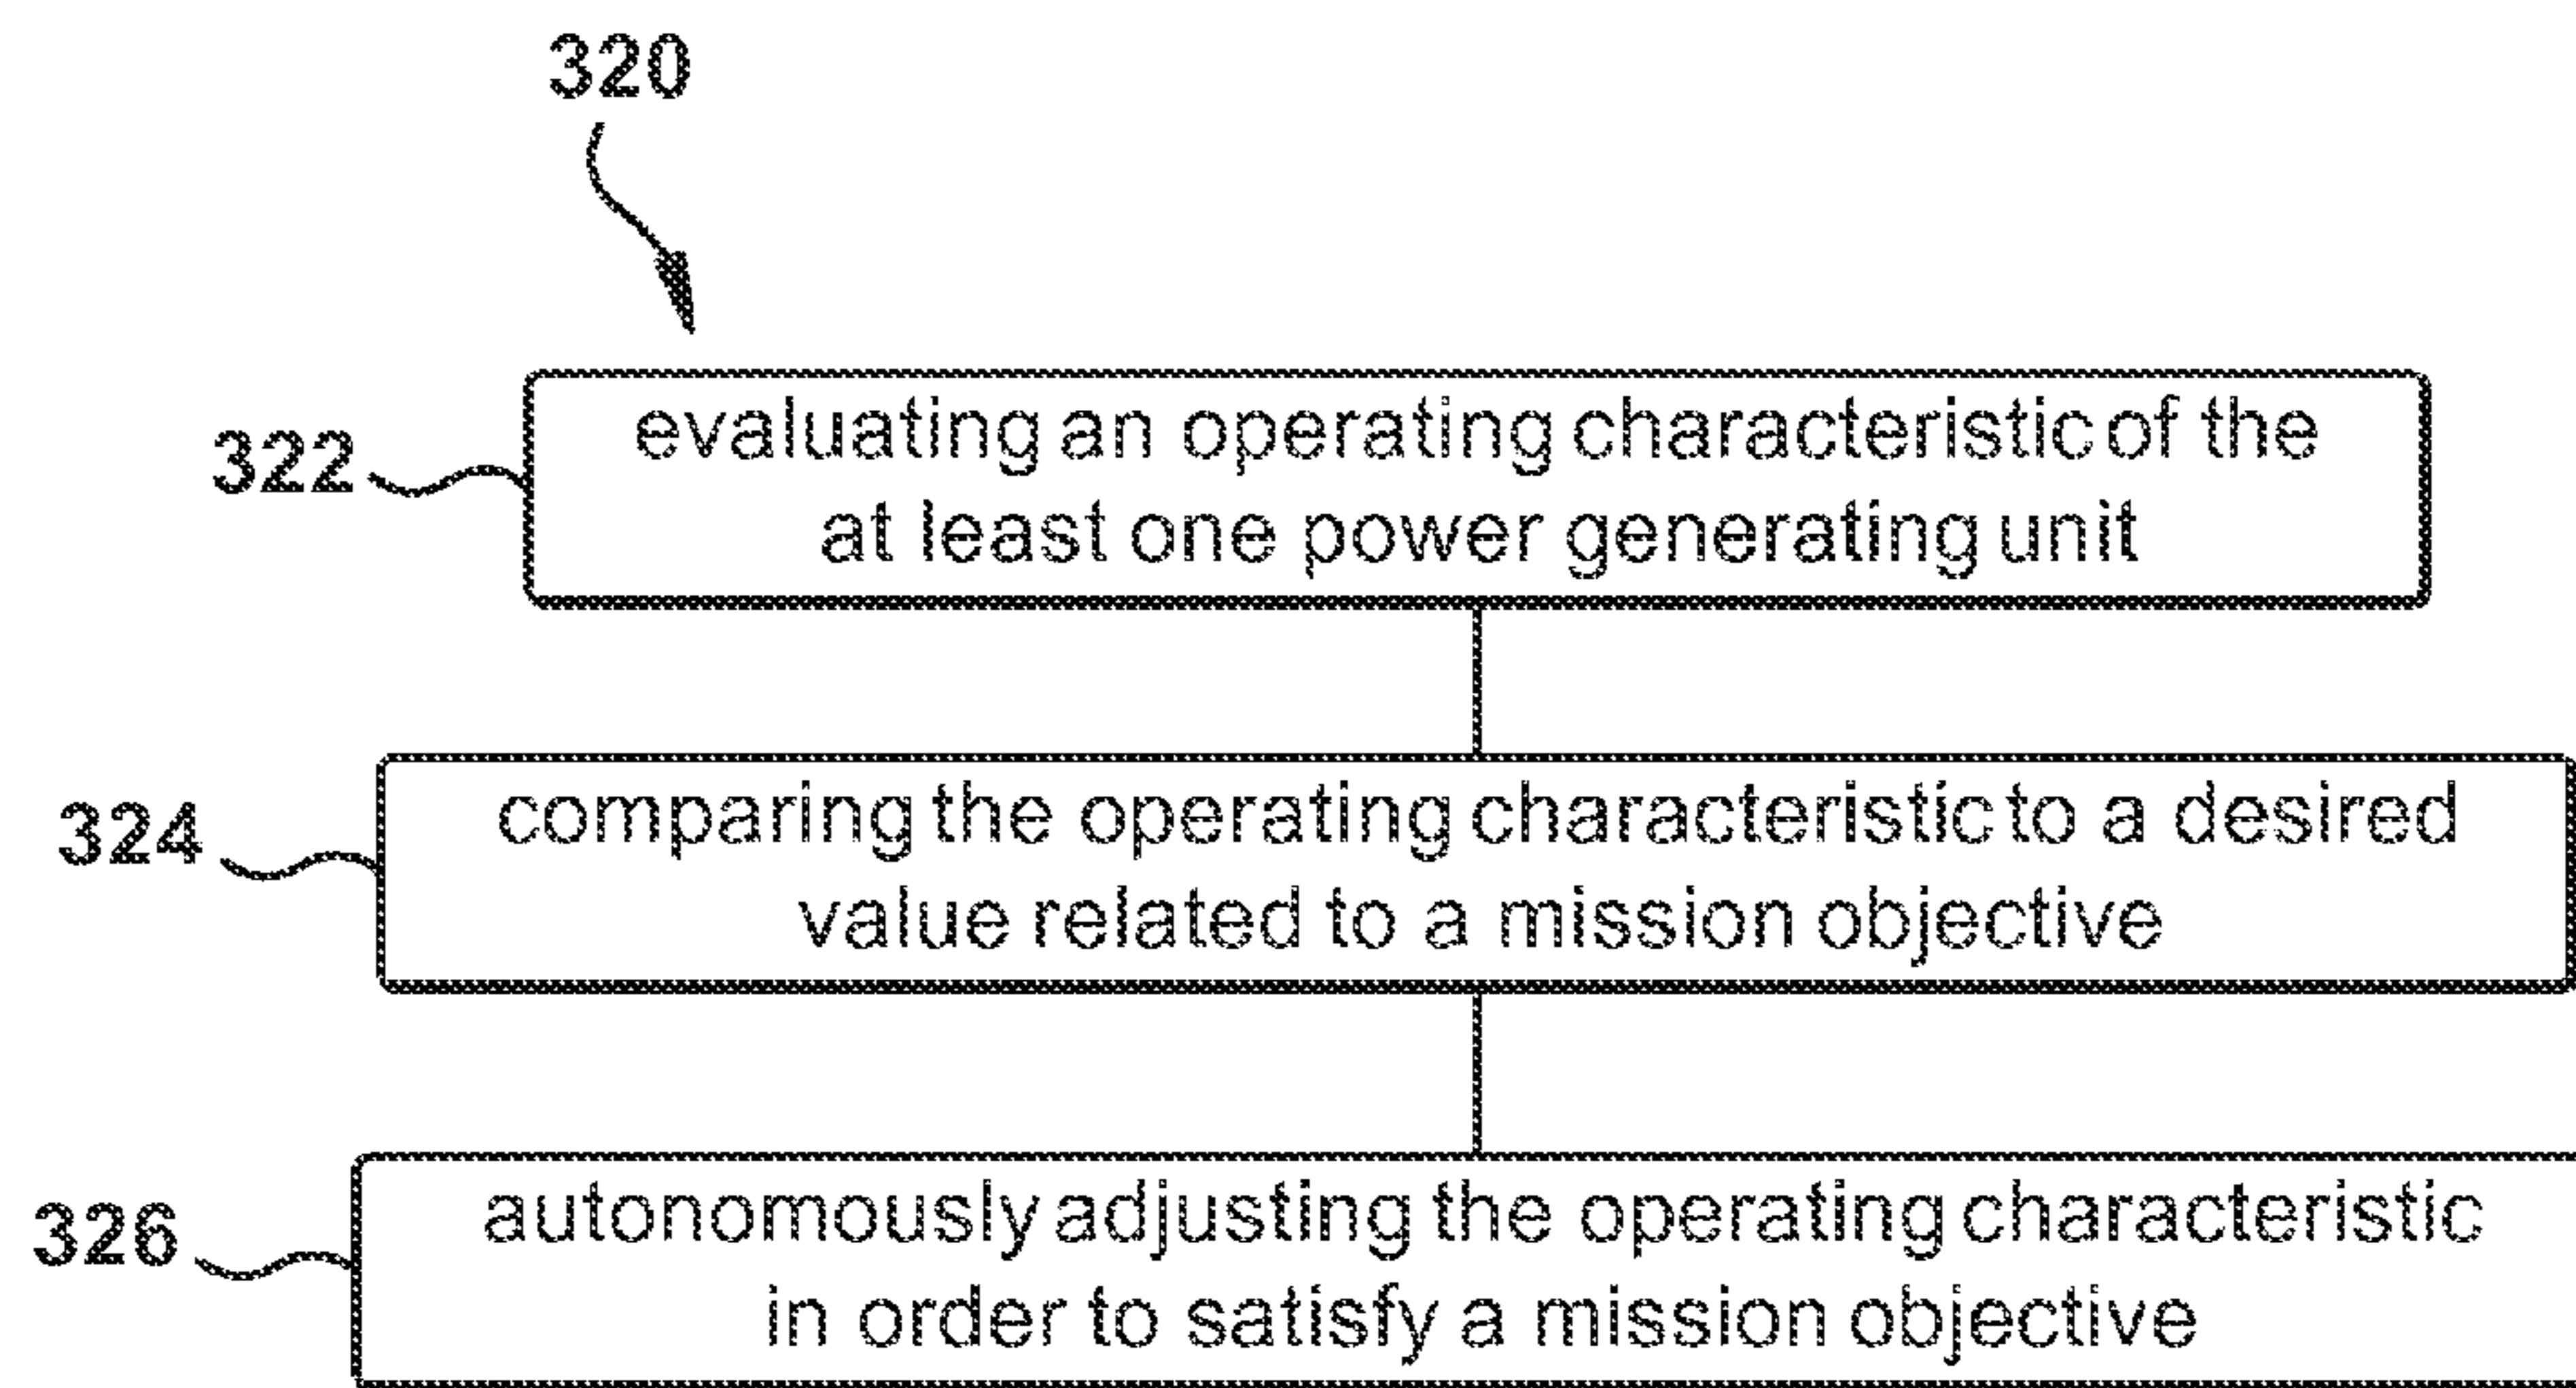 320
322
evaluating an operating characteristic of the
at least one power generating unit
324
comparing the operating characteristic to a desired
value related to a mission objective
326
autonomously adjusting the operating characteristic
in order to satisfy a mission objective